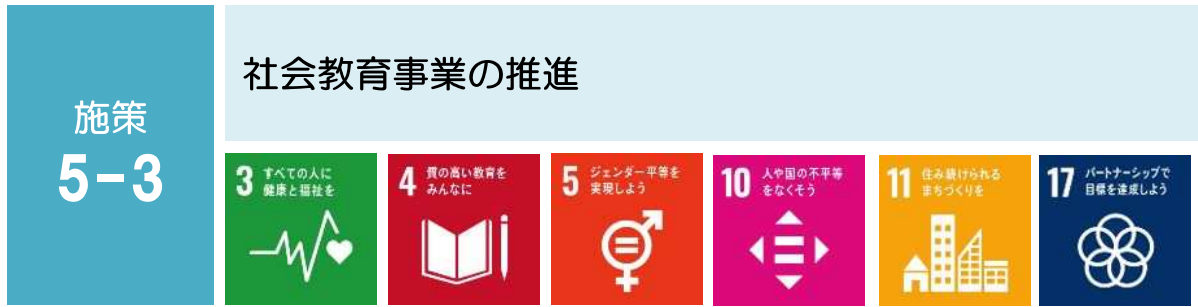 施策
5-3
社会教育事業の推進
3 すべての人に
健康と福祉を
4 質の高い教育を
みんなに
5 ジェンダー平等を
実現しよう
10 人や国の不平等
をなくそう
11 住み続けられる
まちづくりを
17 パートナーシップで
目標を達成しよう